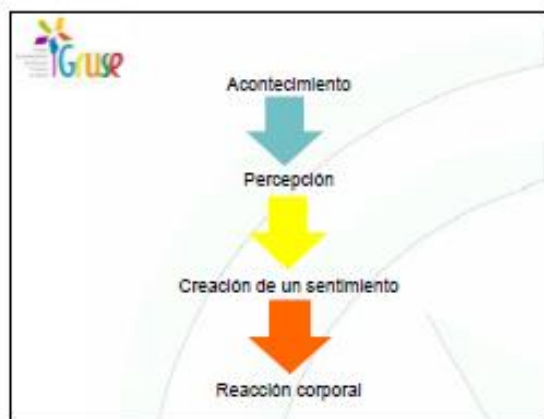 Gruse
Acontecimiento
Percepción
Creación de un sentimiento
Reacción corporal